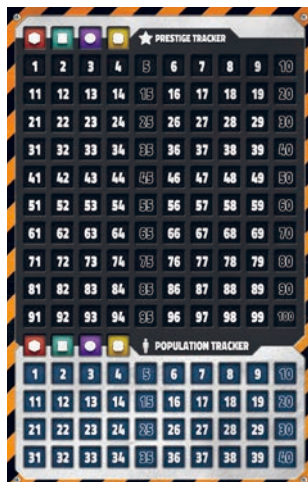 PRESTIGE TRACKER
1 2 3 4 5 6 7 8 9 10
11 12 13 14 15 16 17 18 19 20
21 22 23 24 25 26 27 28 29 30
31 32 33 34 35 36 37 38 39 40
41 42 43 44 45 46 47 48 49 50
51 52 53 54 55 56 57 58 59 60
61 62 63 64 65 66 67 68 69 70
71 72 73 74 75 76 77 78 79 80
81 82 83 84 85 86 87 88 89 90
91 92 93 94 95 96 97 98 99 100
POPULATION TRACKER
1 2 3 4 5 6 7 8 9 10
11 12 13 14 15 16 17 18 19 20
21 22 23 24 25 26 27 28 29 30
31 32 33 34 35 36 37 38 39 40